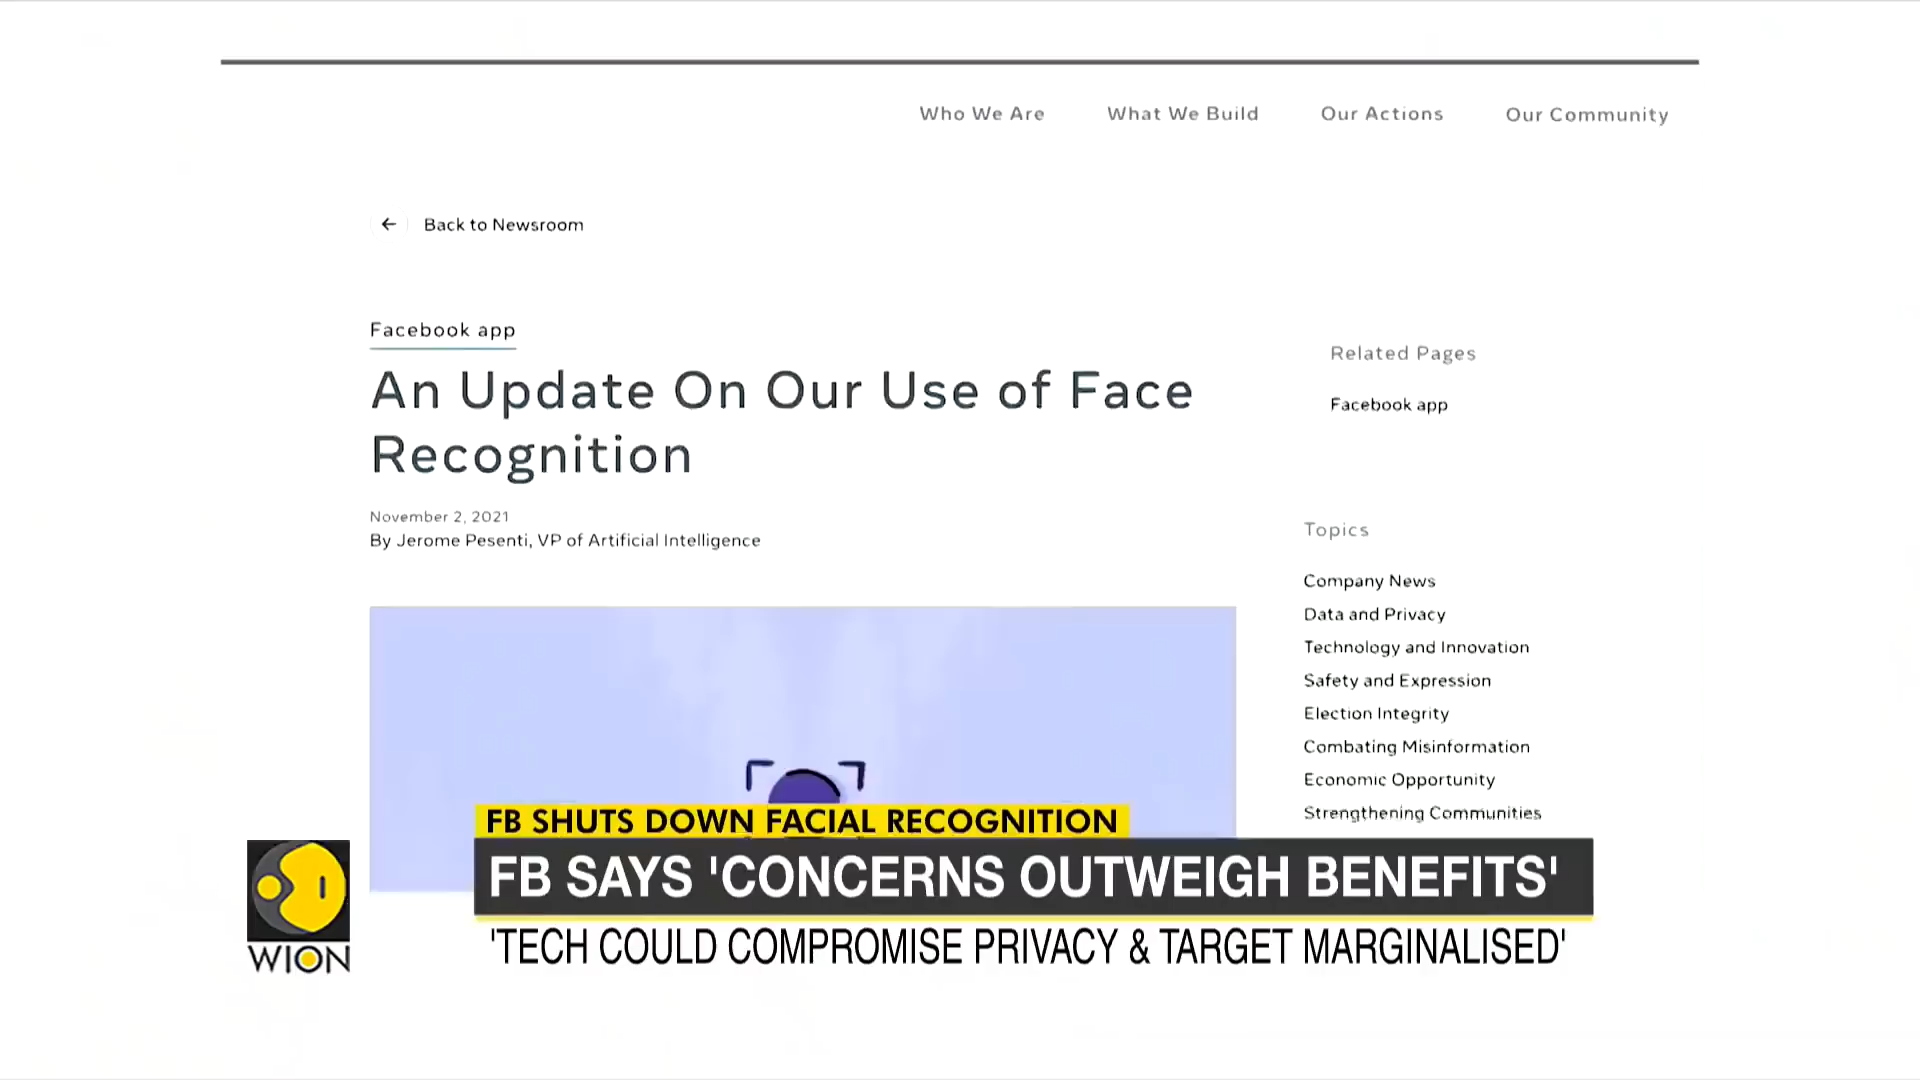 Who We Are What We Build Our Actions Our Community
← Back to Newsroom
Facebook app
An Update On Our Use of Face
Recognition
November 2, 2021
By Jerome Pesenti, VP of Artificial Intelligence
Related Pages
Facebook app
Topics
Company News
Data and Privacy
Technology and Innovation
Safety and Expression
Election Integrity
Combating Misinformation
Economic Opportunity
Strengthening Communities
FB SHUTS DOWN FACIAL RECOGNITION
FB SAYS 'CONCERNS OUTWEIGH BENEFITS'
'TECH COULD COMPROMISE PRIVACY & TARGET MARGINALISED'
WION